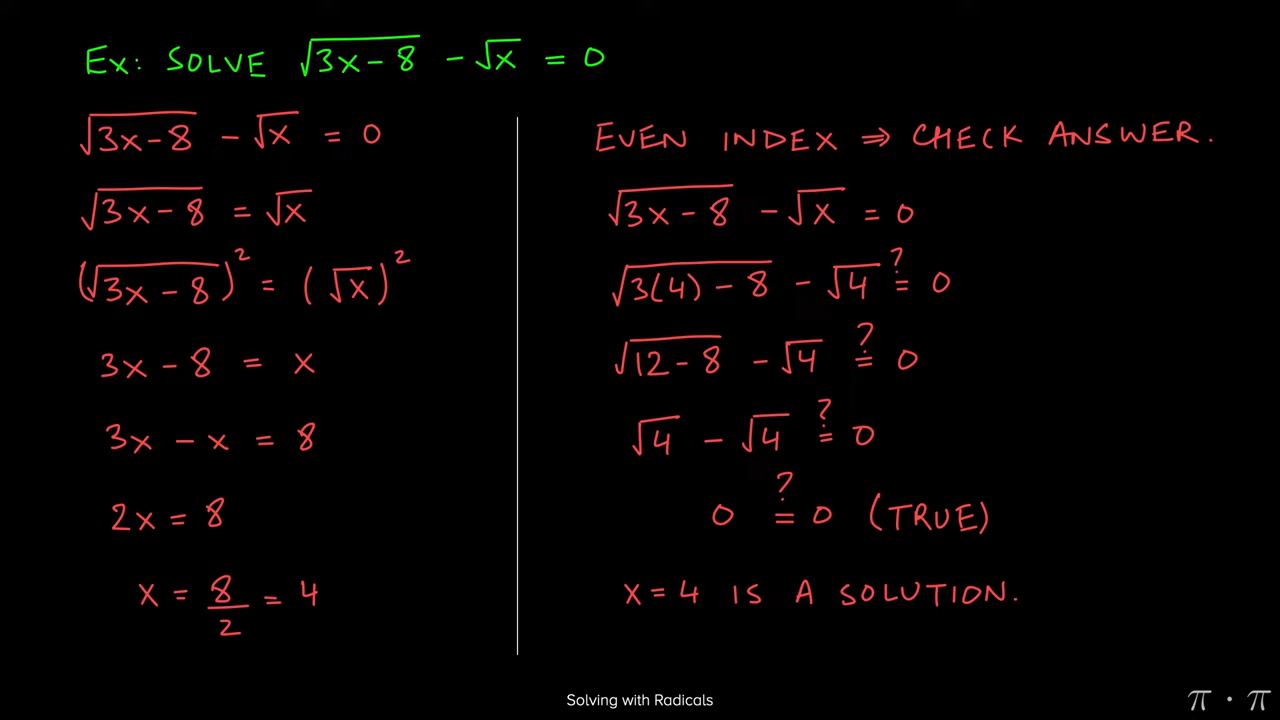 Ex: SOLVE √(3x-8) - √x = 0
√(3x-8) - √x = 0
√(3x-8) = √x
(√(3x-8))² = (√x)²
3x-8 = x
3x - x = 8
2x = 8
x = 8/2 = 4
EVEN INDEX ⇒ CHECK ANSWER.
√(3x-8) - √x = 0
√(3(4)-8) - √4 ≟ 0
√(12-8) - √4 ≟ 0
√4 - √4 ≟ 0
0 ≟ 0 (TRUE)
x=4 IS A SOLUTION.
Solving with Radicals
π · π